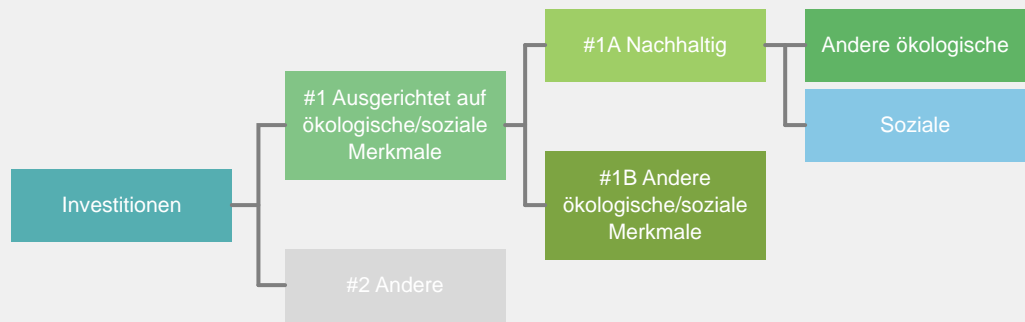 Investitionen
#1 Ausgerichtet auf
ökologische/soziale
Merkmale
#2 Andere
#1A Nachhaltig
#1B Andere
ökologische/soziale
Merkmale
Andere ökologische
Soziale